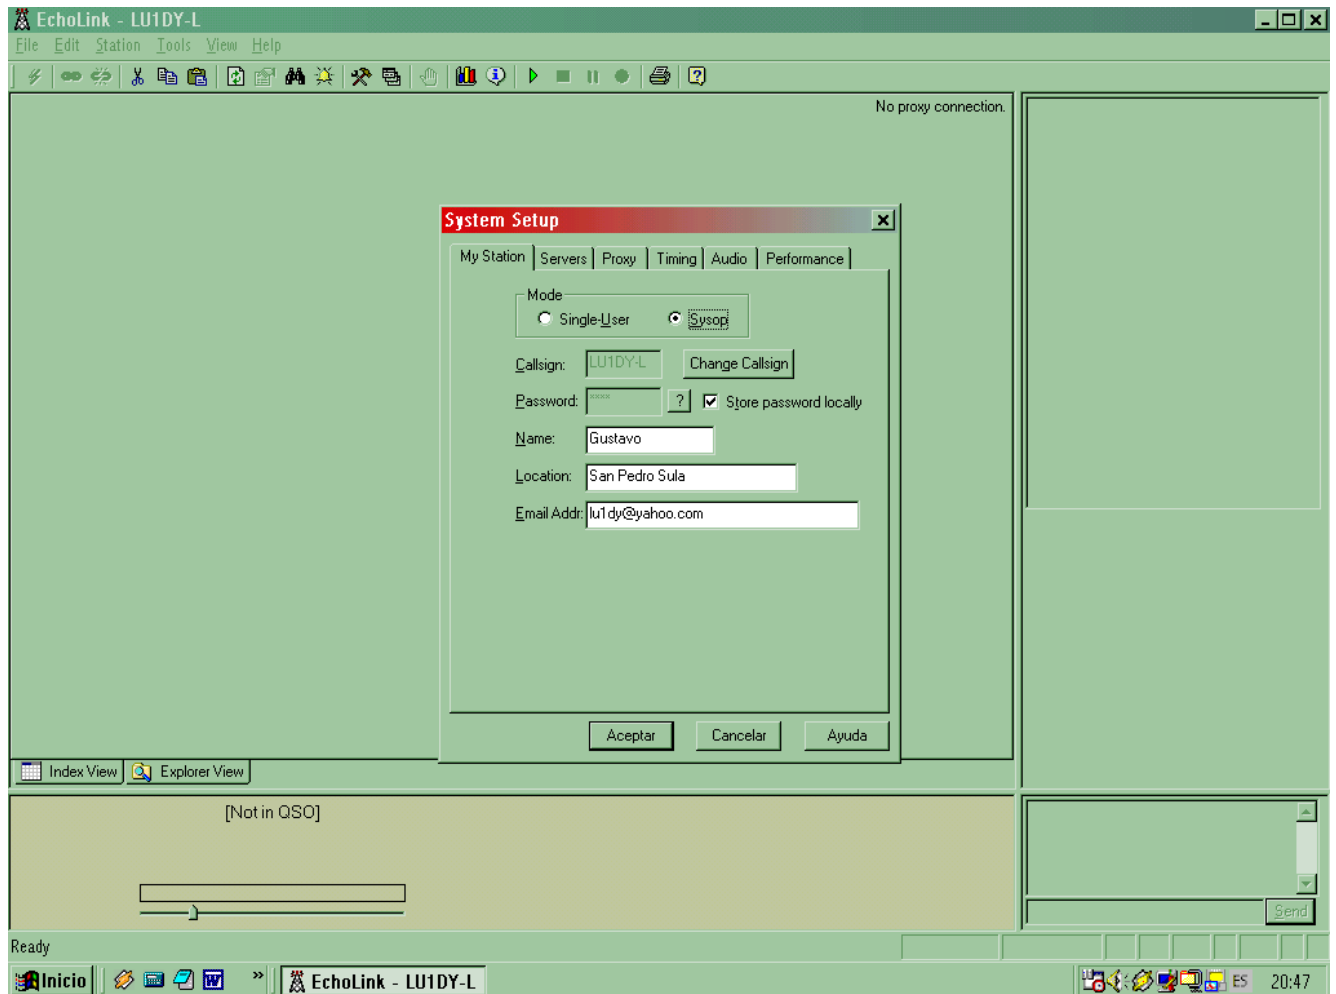 EchoLink - LU1DY-L
File Edit Station Tools View Help
No proxy connection.
System Setup
My Station Servers Proxy Timing Audio Performance
Mode
Single-User Sysop
Callsign: LU1DY-L Change Callsign
Password: xxxx ? Store password locally
Name: Gustavo
Location: San Pedro Sula
Email Addr: lu1dy@yahoo.com
Aceptar Cancelar Ayuda
Index View Explorer View
[Not in QSO]
Send
Ready
Inicio » EchoLink - LU1DY-L ES 20:47